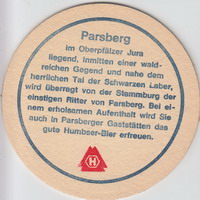 Parsberg
im Oberpfälzer Jura
liegend, inmitten einer wald-
reichen Gegend und nahe dem
herrlichen Tal der Schwarzen Laber,
wird überragt von der Stammburg der
einstigen Ritter von Parsberg. Bei ei-
nem erholsamen Aufenthalt wird Sie
auch in Parsberger Gaststätten das
gute Humbser-Bier erfreuen.
H